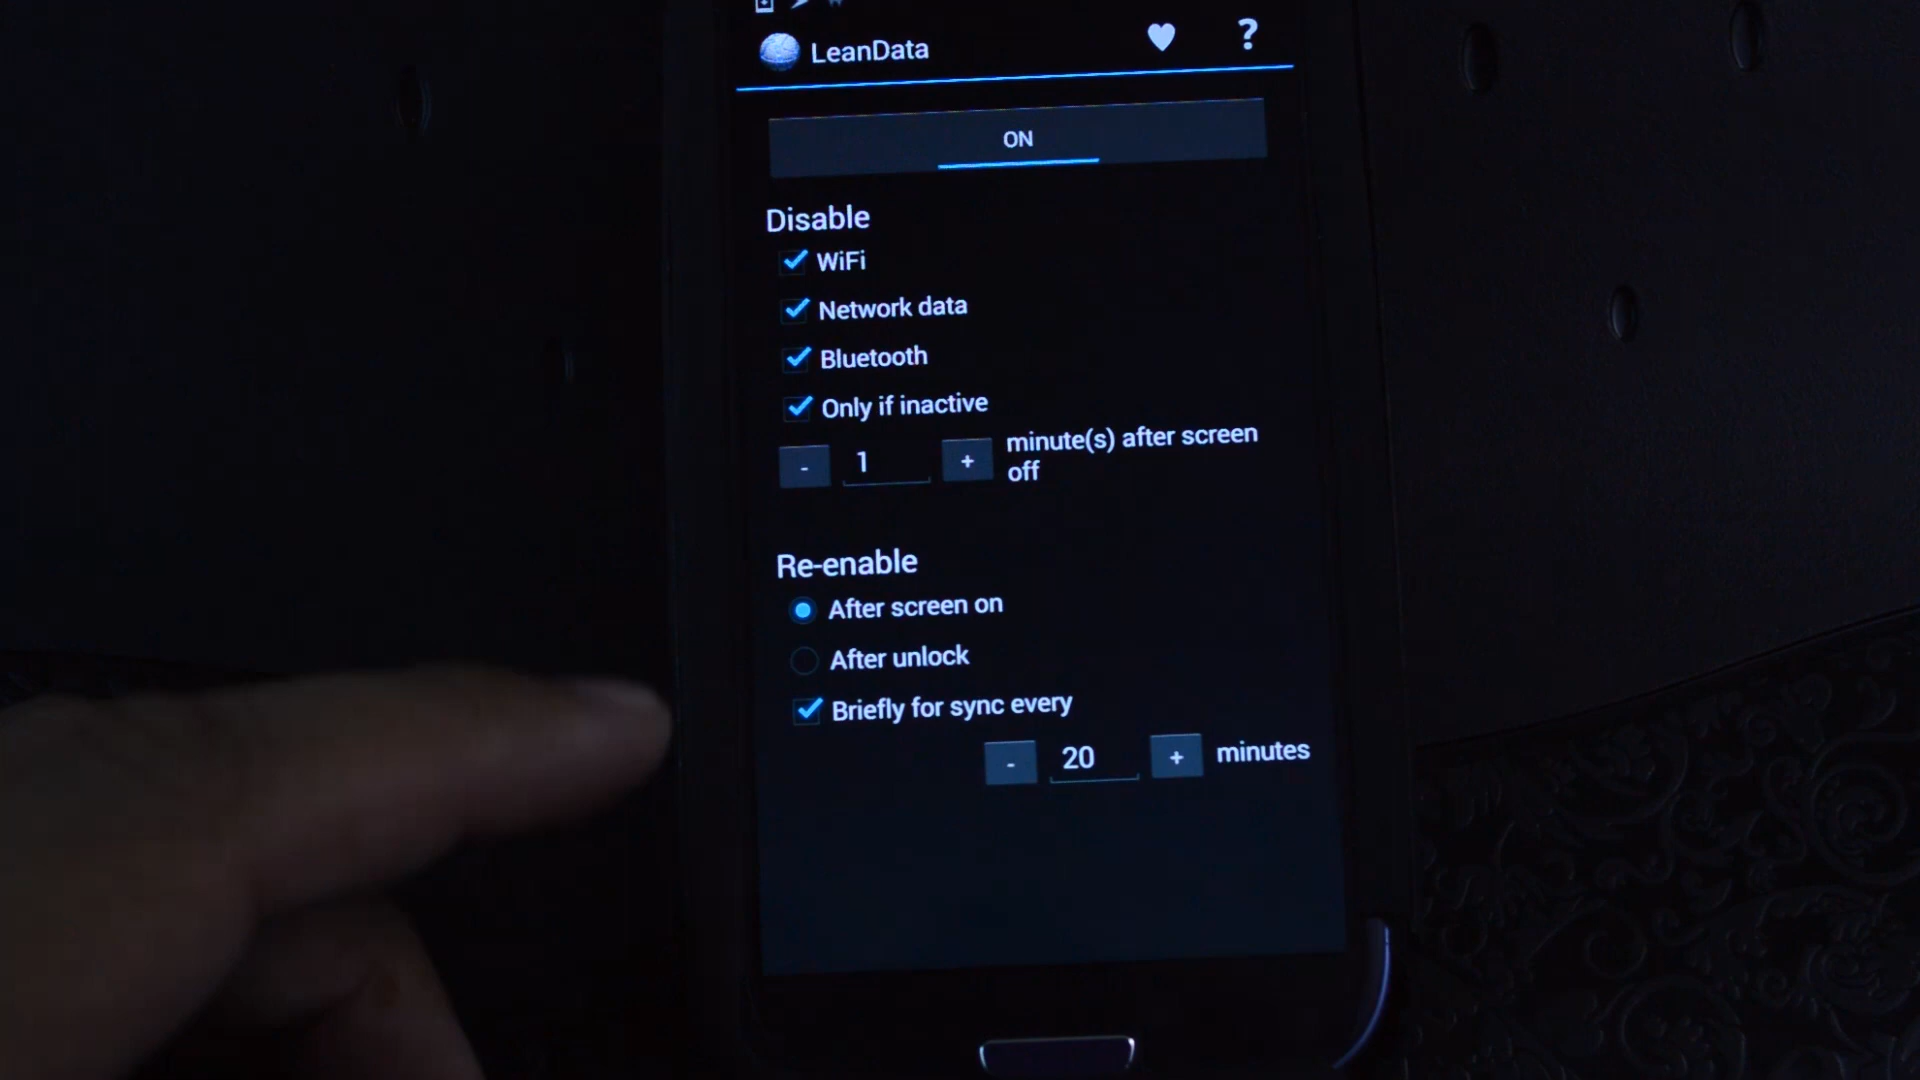 LeanData
?
ON
Disable
WiFi
Network data
Bluetooth
Only if inactive
- 1 + minute(s) after screen
off
Re-enable
After screen on
After unlock
Briefly for sync every
- 20 + minutes